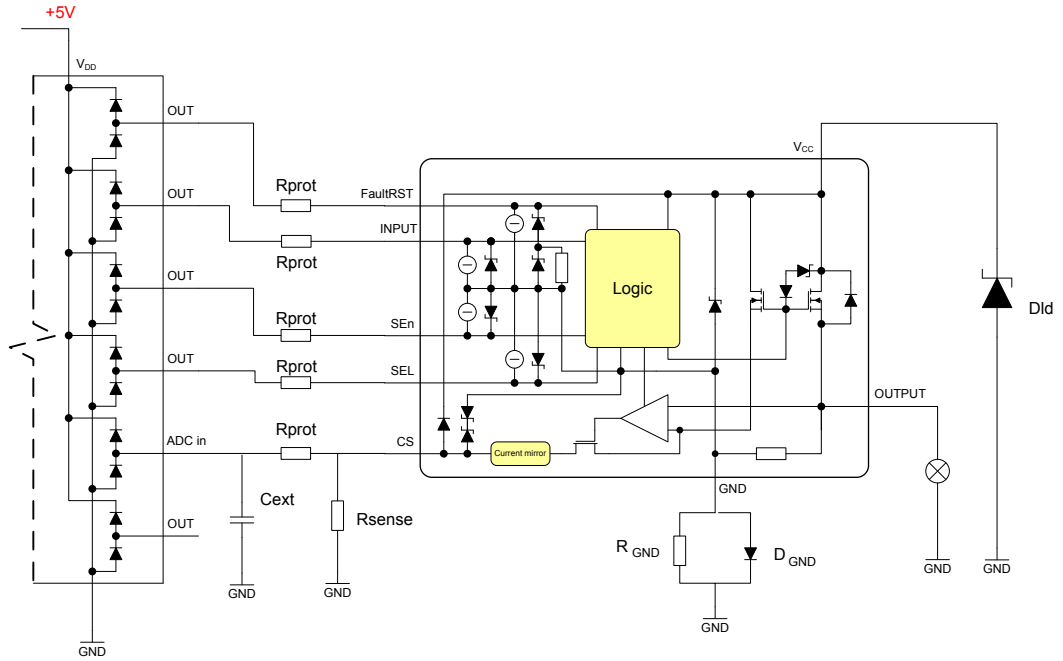 +5V
VDD
OUT
VCC
Rprot
FaultRST
OUT
INPUT
Rprot
OUT
Logic
Dld
Rprot
SEn
OUT
Rprot
SEL
OUTPUT
ADC in
Rprot
CS
Current mirror
GND
Cext
Rsense
OUT
R GND
D GND
GND
GND
GND
GND
GND
GND